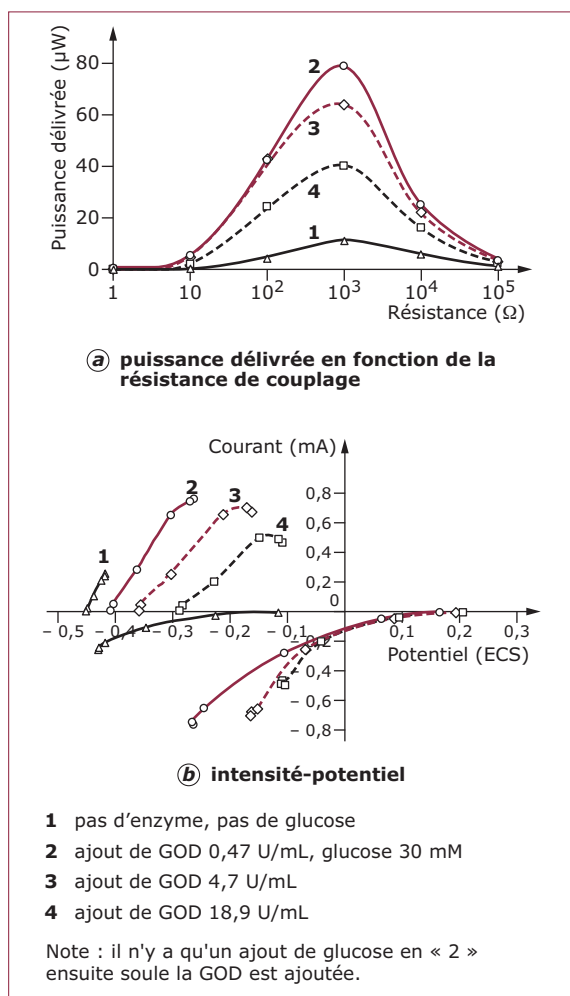 Puissance délivrée (µW)
80
60
40
20
0
2
3
4
1
1 10 10² 10³ 10⁴ 10⁵
Résistance (Ω)
a puissance délivrée en fonction de la
résistance de couplage
Courant (mA)
2
3
4
1
0,8
0,6
0,4
0,2
0
– 0,5 – 0,4 – 0,3 – 0,2 – 0,1 0,1 0,2 0,3
– 0,2
Potentiel (ECS)
– 0,4
– 0,6
– 0,8
b intensité-potentiel
1 pas d'enzyme, pas de glucose
2 ajout de GOD 0,47 U/mL, glucose 30 mM
3 ajout de GOD 4,7 U/mL
4 ajout de GOD 18,9 U/mL
Note : il n'y a qu'un ajout de glucose en « 2 »
ensuite soule la GOD est ajoutée.